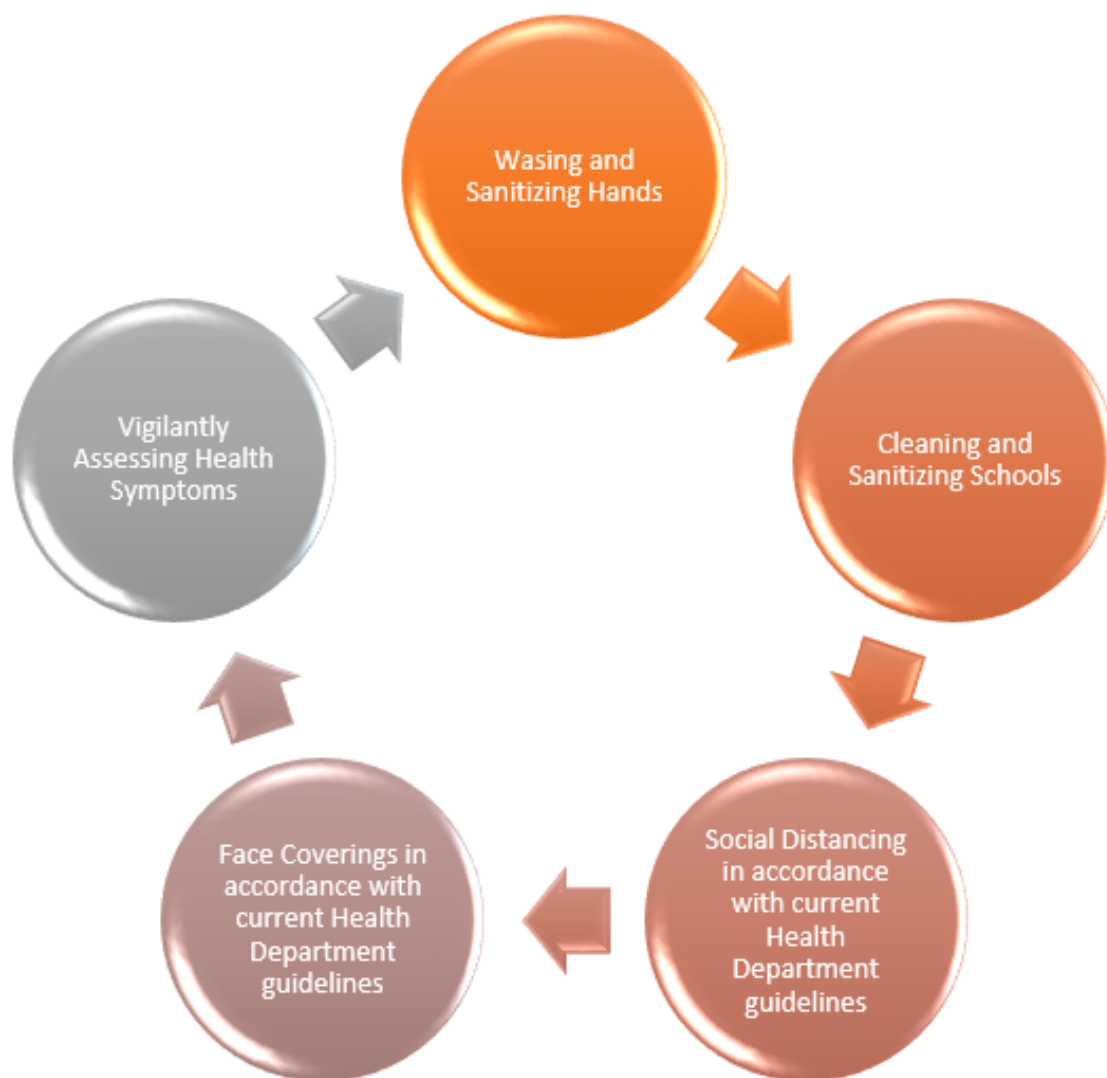 Wasing and
Sanitizing Hands
Cleaning and
Sanitizing Schools
Social Distancing
in accordance
with current
Health
Department
guidelines
Face Coverings in
accordance with
current Health
Department
guidelines
Vigilantly
Assessing Health
Symptoms